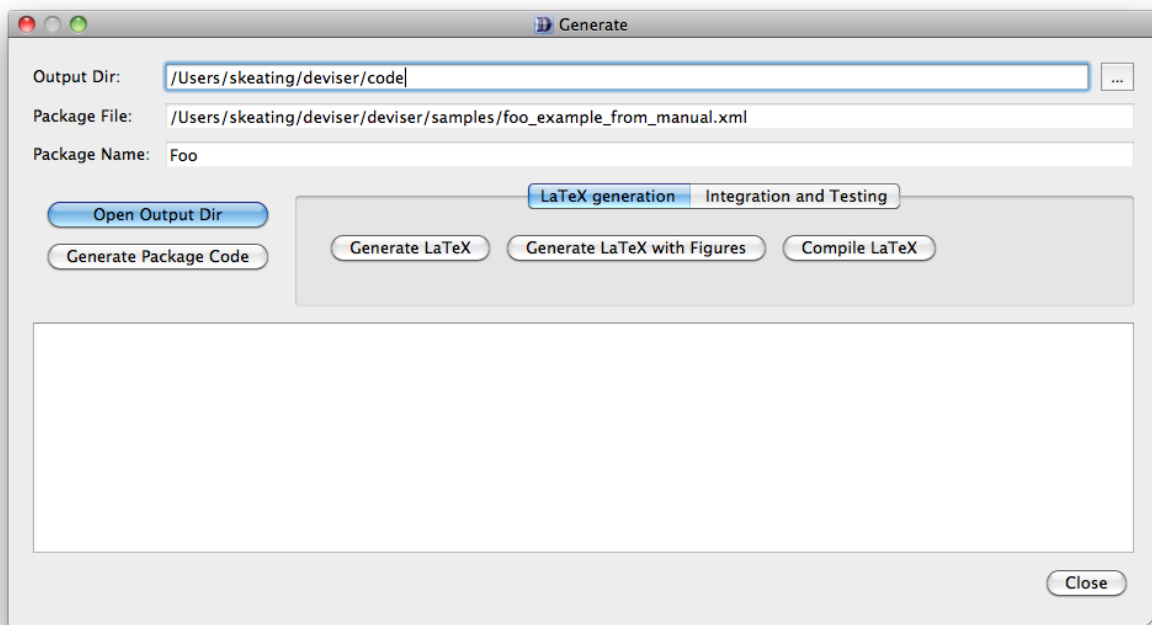 Generate
Output Dir: /Users/skeating/deviser/code ...
Package File: /Users/skeating/deviser/deviser/samples/foo_example_from_manual.xml
Package Name: Foo
LaTeX generation Integration and Testing
Open Output Dir
Generate LaTeX Generate LaTeX with Figures Compile LaTeX
Generate Package Code
Close